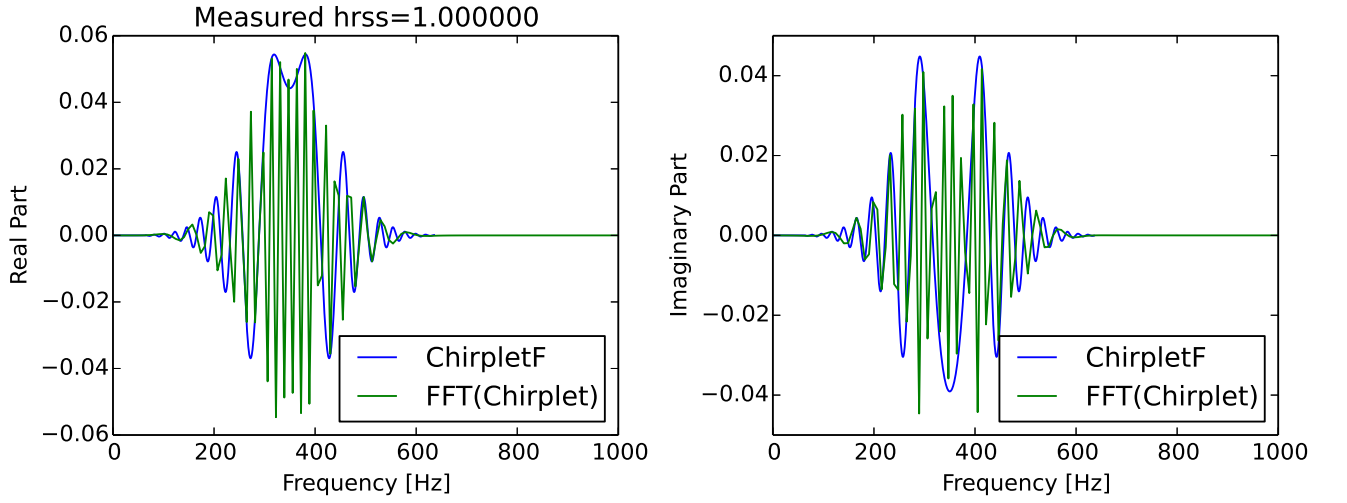 Measured hrss=1.000000
Real Part
0.06
0.04
0.02
0.00
−0.02
−0.04
−0.06
0 200 400 600 800 1000
Frequency [Hz]
ChirpletF
FFT(Chirplet)
Imaginary Part
0.04
0.02
0.00
−0.02
−0.04
0 200 400 600 800 1000
Frequency [Hz]
ChirpletF
FFT(Chirplet)